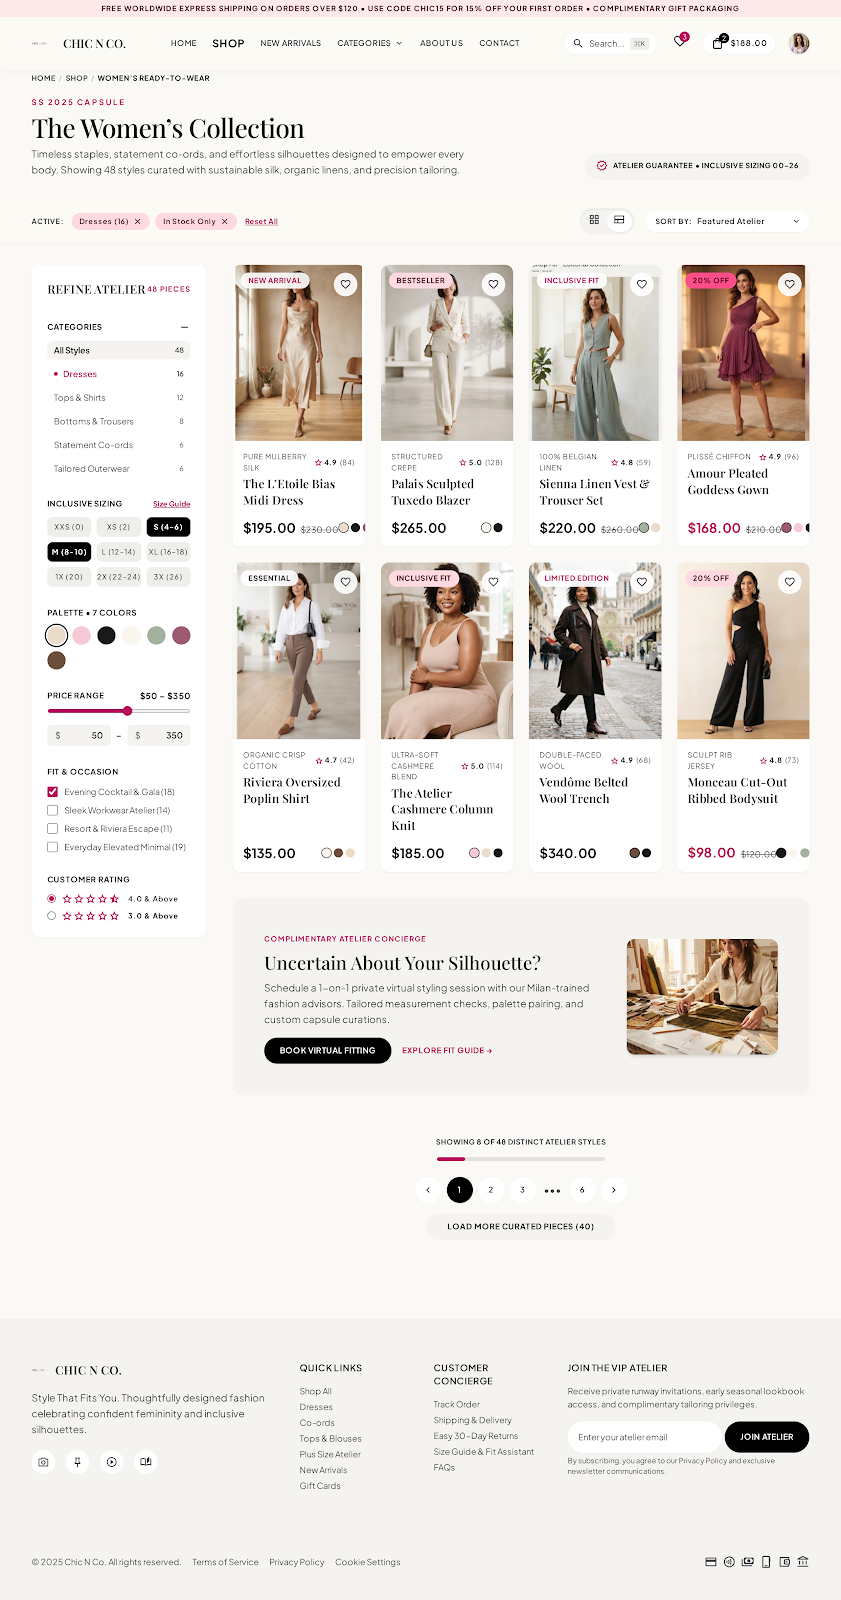 FREE WORLDWIDE EXPRESS SHIPPING ON ORDERS OVER $120 • USE CODE CHIC15 FOR 15% OFF YOUR FIRST ORDER • COMPLIMENTARY GIFT PACKAGING
CHIC N CO.
HOME SHOP NEW ARRIVALS CATEGORIES ABOUT US CONTACT
Search... ⌘K
3
2 $188.00
HOME / SHOP / WOMEN'S READY-TO-WEAR
SS 2025 CAPSULE
The Women's Collection
Timeless staples, statement co-ords, and effortless silhouettes designed to empower every
body. Showing 48 styles curated with sustainable silk, organic linens, and precision tailoring.
ATELIER GUARANTEE • INCLUSIVE SIZING 00–26
ACTIVE: Dresses (16) ✕ In Stock Only ✕ Reset All
SORT BY: Featured Atelier
REFINE ATELIER 48 PIECES
CATEGORIES –
All Styles 48
• Dresses 16
Tops & Shirts 12
Bottoms & Trousers 8
Statement Co-ords 6
Tailored Outerwear 6
INCLUSIVE SIZING Size Guide
XXS (0) XS (2) S (4-6)
M (8-10) L (12-14) XL (16-18)
1X (20) 2X (22-24) 3X (26)
PALETTE • 7 COLORS
PRICE RANGE $50 – $350
$ 50 – $ 350
FIT & OCCASION
Evening Cocktail & Gala (18)
Sleek Workwear Atelier (14)
Resort & Riviera Escape (11)
Everyday Elevated Minimal (19)
CUSTOMER RATING
4.0 & Above
3.0 & Above
NEW ARRIVAL
PURE MULBERRY
SILK
4.9 (84)
The L'Etoile Bias
Midi Dress
$195.00 $230.00
BESTSELLER
STRUCTURED
CREPE
5.0 (128)
Palais Sculpted
Tuxedo Blazer
$265.00
INCLUSIVE FIT
100% BELGIAN
LINEN
4.8 (59)
Sienna Linen Vest &
Trouser Set
$220.00 $260.00
20% OFF
PLISSÉ CHIFFON 4.9 (96)
Amour Pleated
Goddess Gown
$168.00 $210.00
ESSENTIAL
ORGANIC CRISP
COTTON
4.7 (42)
Riviera Oversized
Poplin Shirt
$135.00
INCLUSIVE FIT
ULTRA-SOFT
CASHMERE
BLEND
5.0 (114)
The Atelier
Cashmere Column
Knit
$185.00
LIMITED EDITION
DOUBLE-FACED
WOOL
4.9 (68)
Vendôme Belted
Wool Trench
$340.00
20% OFF
SCULPT RIB
JERSEY
4.8 (73)
Monceau Cut-Out
Ribbed Bodysuit
$98.00 $120.00
COMPLIMENTARY ATELIER CONCIERGE
Uncertain About Your Silhouette?
Schedule a 1-on-1 private virtual styling session with our Milan-trained
fashion advisors. Tailored measurement checks, palette pairing, and
custom capsule curations.
BOOK VIRTUAL FITTING EXPLORE FIT GUIDE →
SHOWING 8 OF 48 DISTINCT ATELIER STYLES
‹ 1 2 3 ••• 6 ›
LOAD MORE CURATED PIECES (40)
CHIC N CO.
Style That Fits You. Thoughtfully designed fashion
celebrating confident femininity and inclusive
silhouettes.
QUICK LINKS
Shop All
Dresses
Co-ords
Tops & Blouses
Plus Size Atelier
New Arrivals
Gift Cards
CUSTOMER
CONCIERGE
Track Order
Shipping & Delivery
Easy 30-Day Returns
Size Guide & Fit Assistant
FAQs
JOIN THE VIP ATELIER
Receive private runway invitations, early seasonal lookbook
access, and complimentary tailoring privileges.
Enter your atelier email JOIN ATELIER
By subscribing, you agree to our Privacy Policy and exclusive
newsletter communications.
© 2025 Chic N Co. All rights reserved. Terms of Service Privacy Policy Cookie Settings